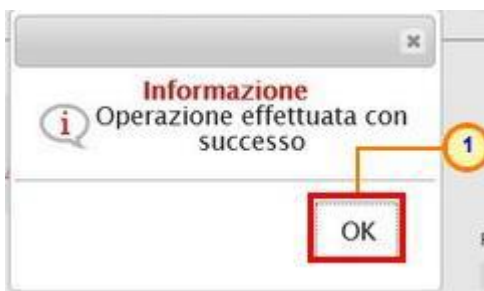 Informazione
i Operazione effettuata con
successo
1
OK